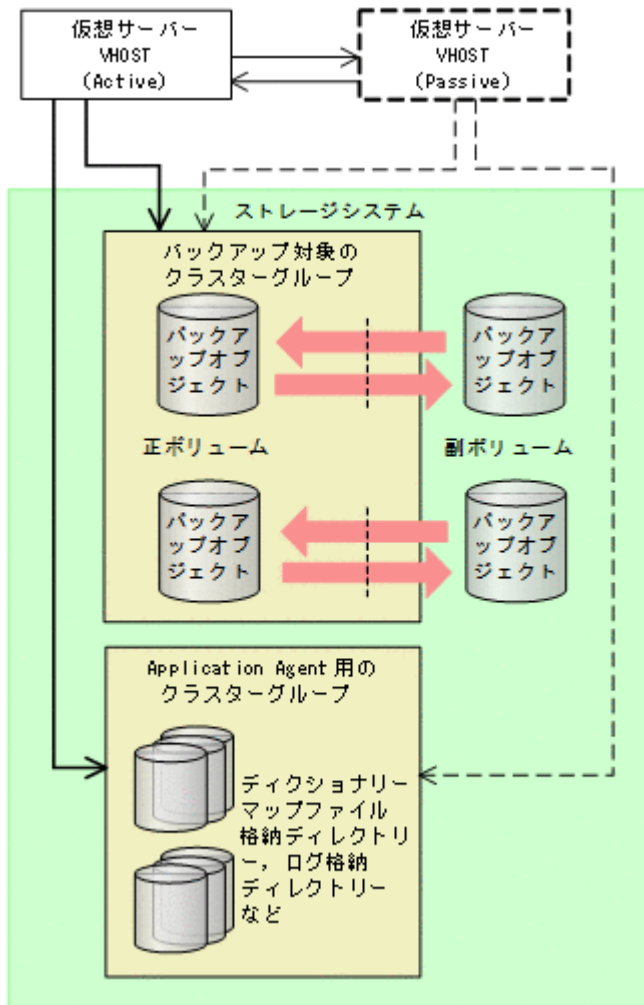 仮想サーバー
VHOST
(Active)
仮想サーバー
VHOST
(Passive)
ストレージシステム
バックアップ対象の
クラスターグループ
バックア
ップオブ
ジェクト
バックア
ップオブ
ジェクト
正ボリューム
副ボリューム
バックア
ップオブ
ジェクト
バックア
ップオブ
ジェクト
Application Agent用の
クラスターグループ
ディクショナリー
マップファイル
格納ディレクトリ
ー，ログ格納
ディレクトリー
など